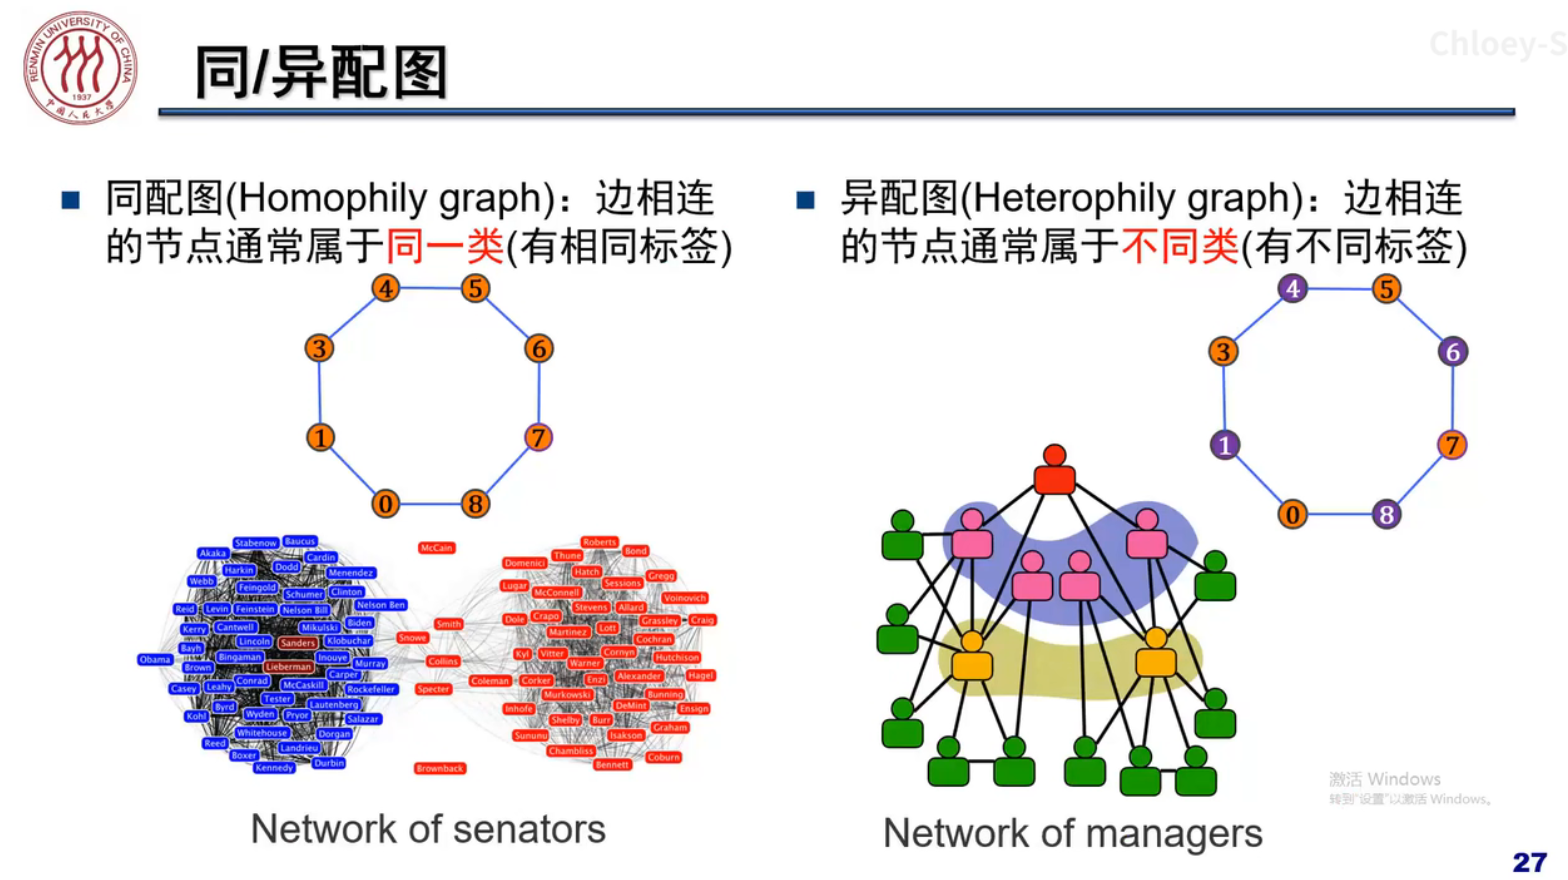 RENMIN UNIVERSITY OF CHINA
1937
中国人民大学
Chloey-S
同/异配图
同配图(Homophily graph)：边相连
的节点通常属于同一类(有相同标签)
4 5
3 6
1 7
0 8
Stabenow Baucus
Akaka Cardin
Harkin Dodd Menendez
Webb Feingold Schumer Clinton
Reid Levin Feinstein Nelson Bill Nelson Ben
Kerry Cantwell Mikulski Biden
Bayh Lincoln Sanders Klobuchar
Obama Bingaman Inouye Murray
Brown Lieberman Carper
Casey Leahy Conrad McCaskill Rockefeller
Byrd Tester Lautenberg
Kohl Wyden Pryor Salazar
Whitehouse Dorgan
Reed Boxer Landrieu
Kennedy Durbin
McCain
Smith
Snowe
Collins
Specter
Brownback
Roberts
Thune Bond
Domenici Hatch Gregg
Lugar McConnell Sessions Voinovich
Stevens Allard
Dole Crapo Grassley Craig
Martinez Lott Cochran
Kyl Vitter Cornyn Hutchison
Warner
Coleman Corker Enzi Alexander Hagel
Murkowski Bunning
Inhofe DeMint Ensign
Shelby Burr Graham
Sununu Isakson
Chambliss Coburn
Bennett
Network of senators
异配图(Heterophily graph)：边相连
的节点通常属于不同类(有不同标签)
4 5
3 6
1 7
0 8
Network of managers
激活 Windows
转到"设置"以激活 Windows。
27